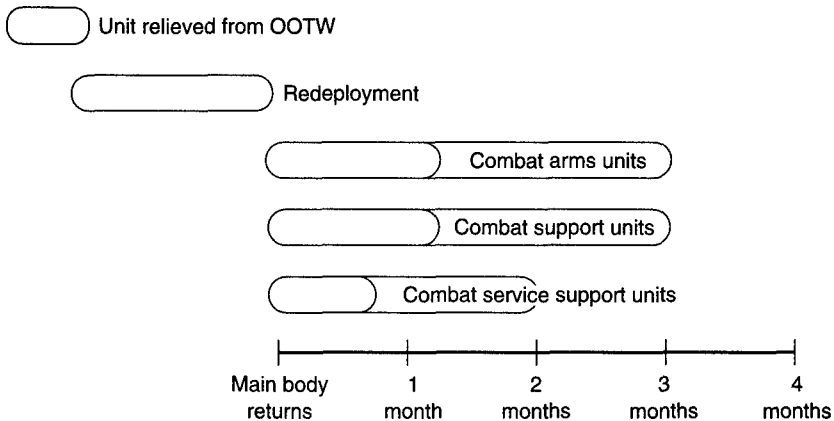 Unit relieved from OOTW
Redeployment
Combat arms units
Combat support units
Combat service support units
Main body 1 2 3 4
returns month months months months